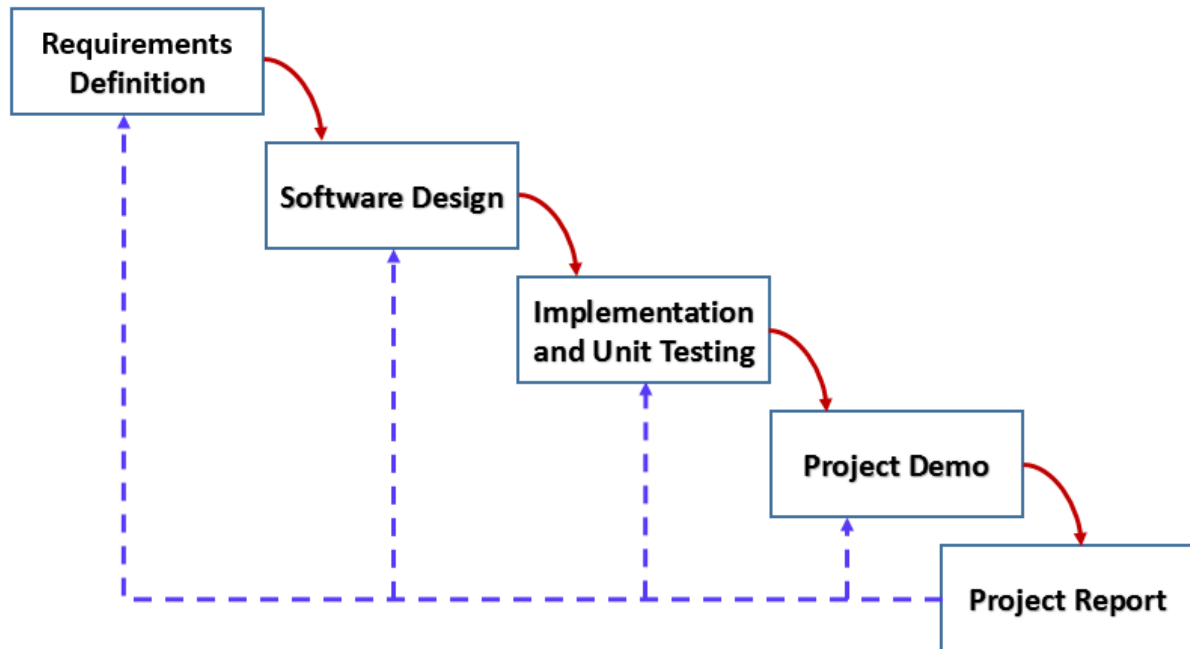 Requirements
Definition
Software Design
Implementation
and Unit Testing
Project Demo
Project Report